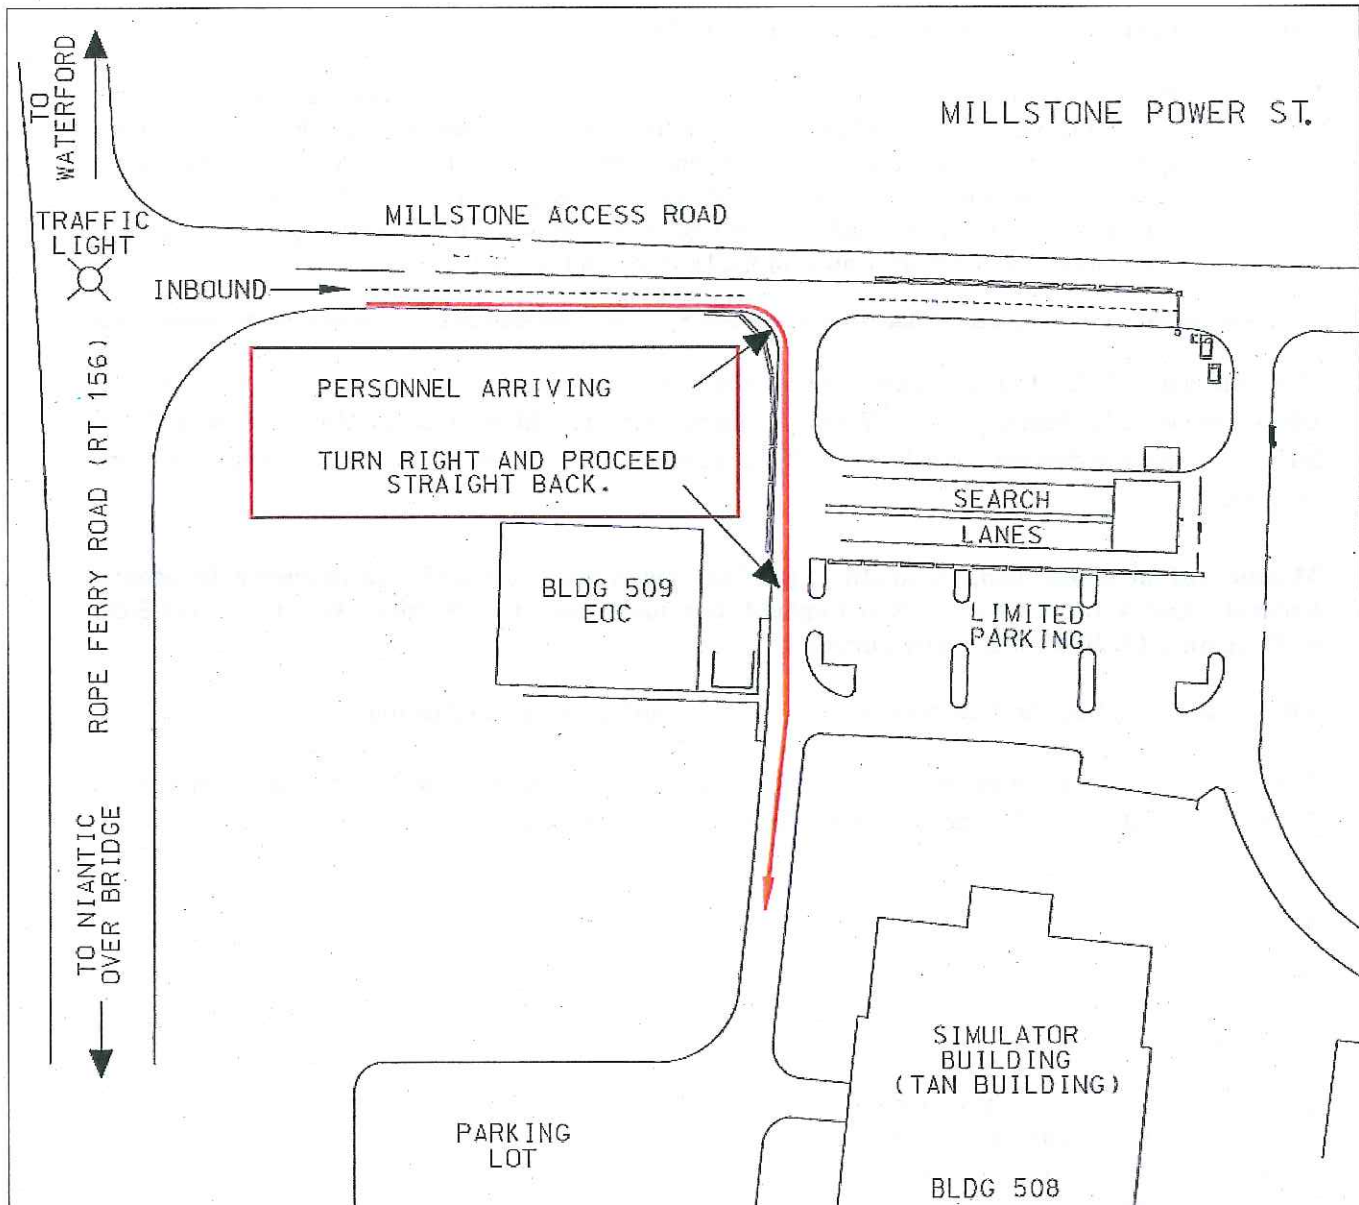 TO
WATERFORD
MILLSTONE POWER ST.
TRAFFIC
LIGHT
MILLSTONE ACCESS ROAD
INBOUND
PERSONNEL ARRIVING
TURN RIGHT AND PROCEED
STRAIGHT BACK.
ROPE FERRY ROAD (RT 156)
SEARCH
LANES
BLDG 509
EOC
LIMITED
PARKING
TO NIANTIC
OVER BRIDGE
SIMULATOR
BUILDING
(TAN BUILDING)
PARKING
LOT
BLDG 508